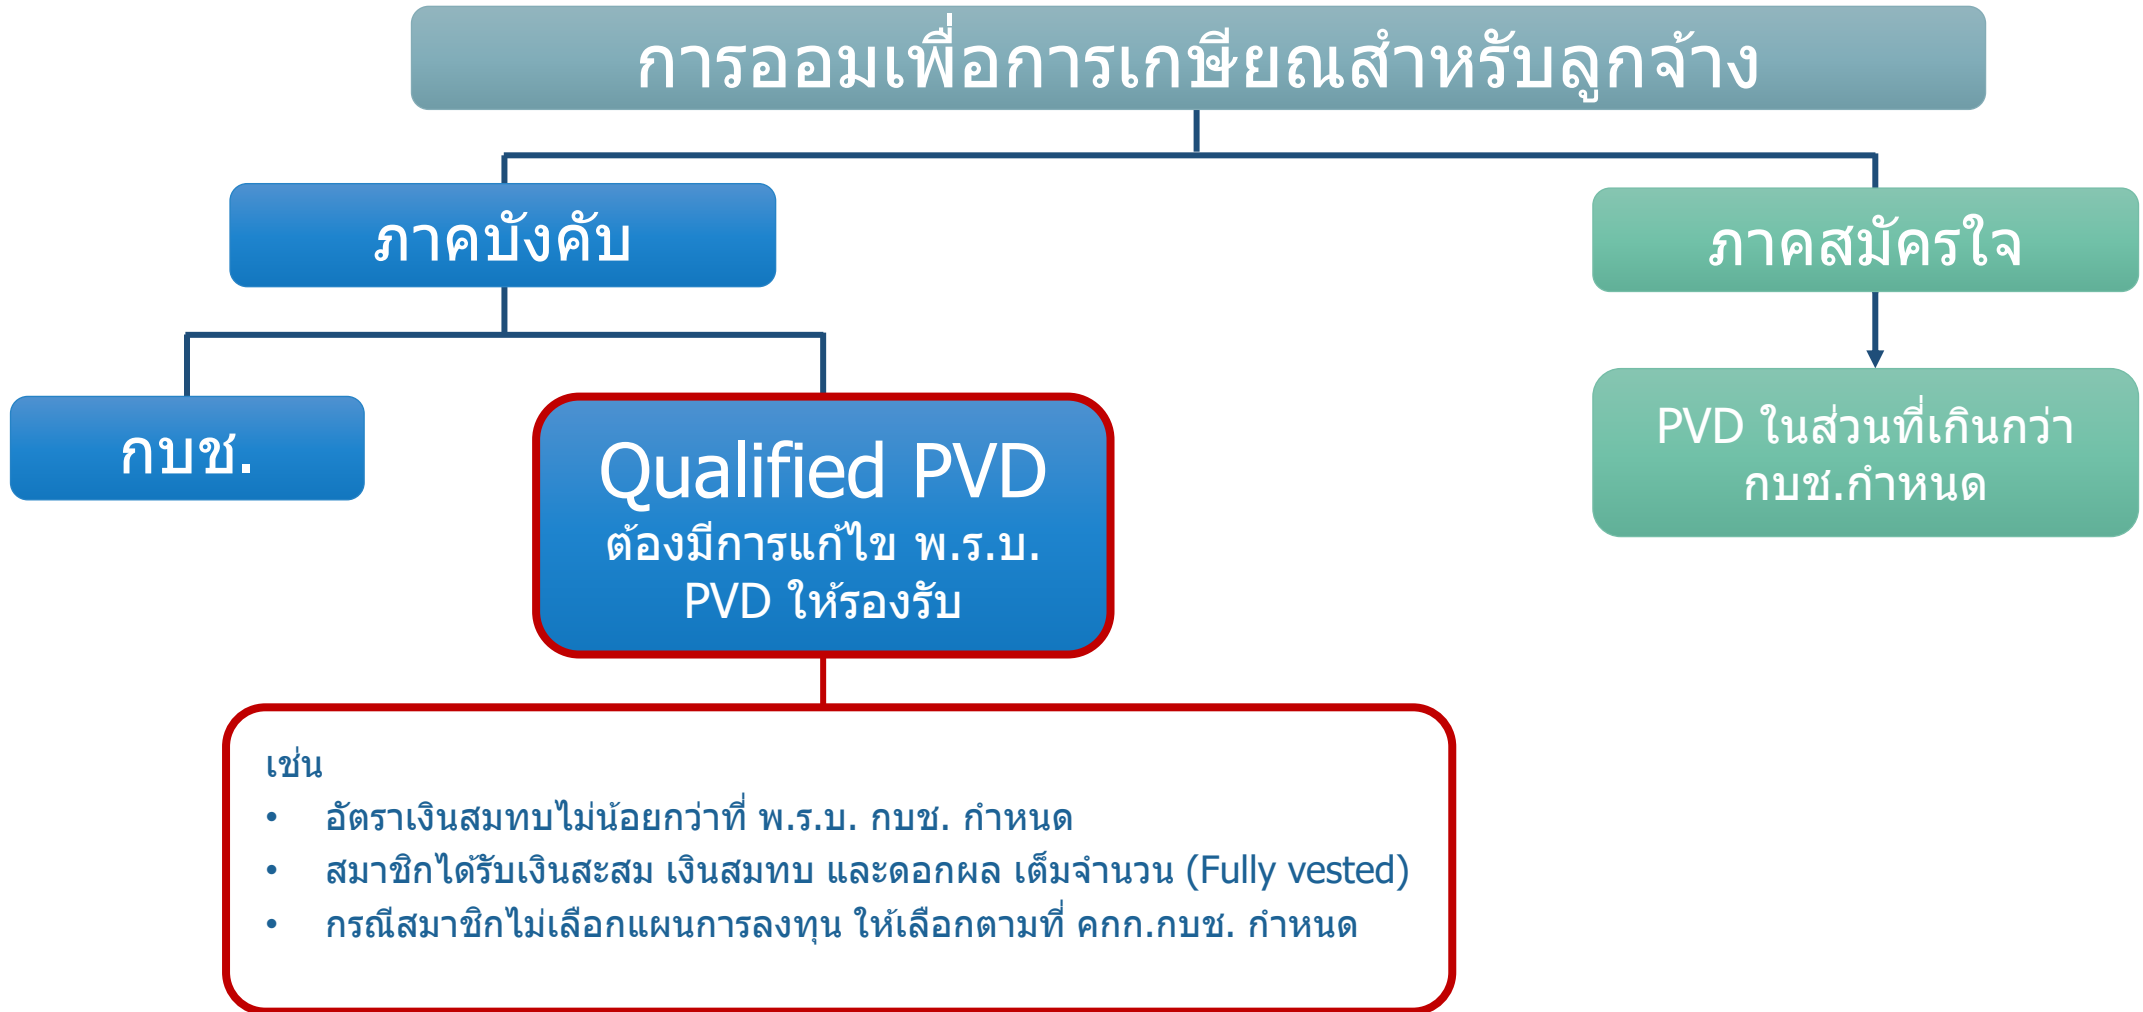 การออมเพื่อการเกษียณสำหรับลูกจ้าง
ภาคบังคับ
ภาคสมัครใจ
กบช.
Qualified PVD
ต้องมีการแก้ไข พ.ร.บ.
PVD ให้รองรับ
PVD ในส่วนที่เกินกว่า
กบช.กำหนด
เช่น
• อัตราเงินสมทบไม่น้อยกว่าที่ พ.ร.บ. กบช. กำหนด
• สมาชิกได้รับเงินสะสม เงินสมทบ และดอกผล เต็มจำนวน (Fully vested)
• กรณีสมาชิกไม่เลือกแผนการลงทุน ให้เลือกตามที่ คกก.กบช. กำหนด